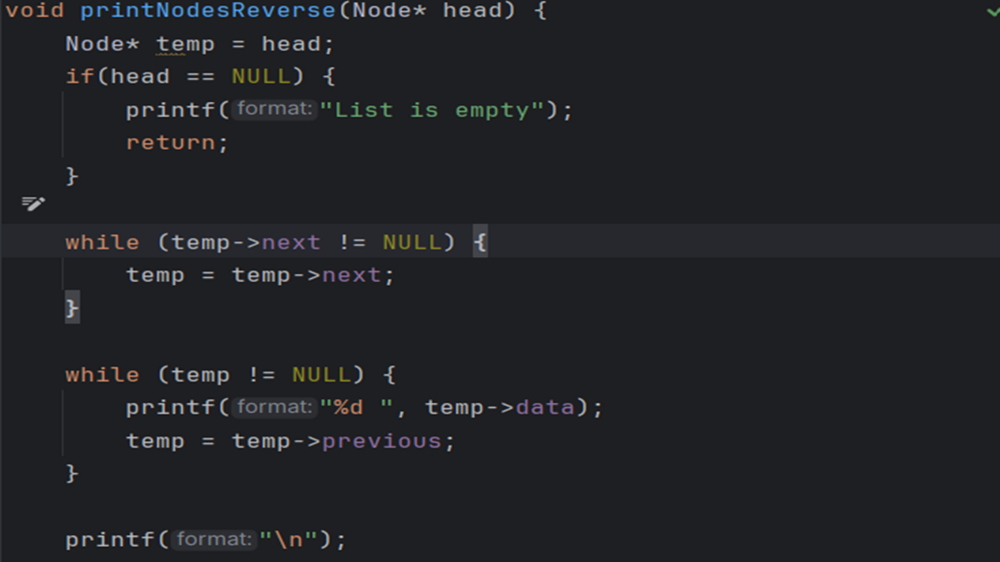 void printNodesReverse(Node* head) {
    Node* temp = head;
    if(head == NULL) {
        printf( format: "List is empty");
        return;
    }

    while (temp->next != NULL) {
        temp = temp->next;
    }

    while (temp != NULL) {
        printf( format: "%d ", temp->data);
        temp = temp->previous;
    }

    printf( format: "\n");